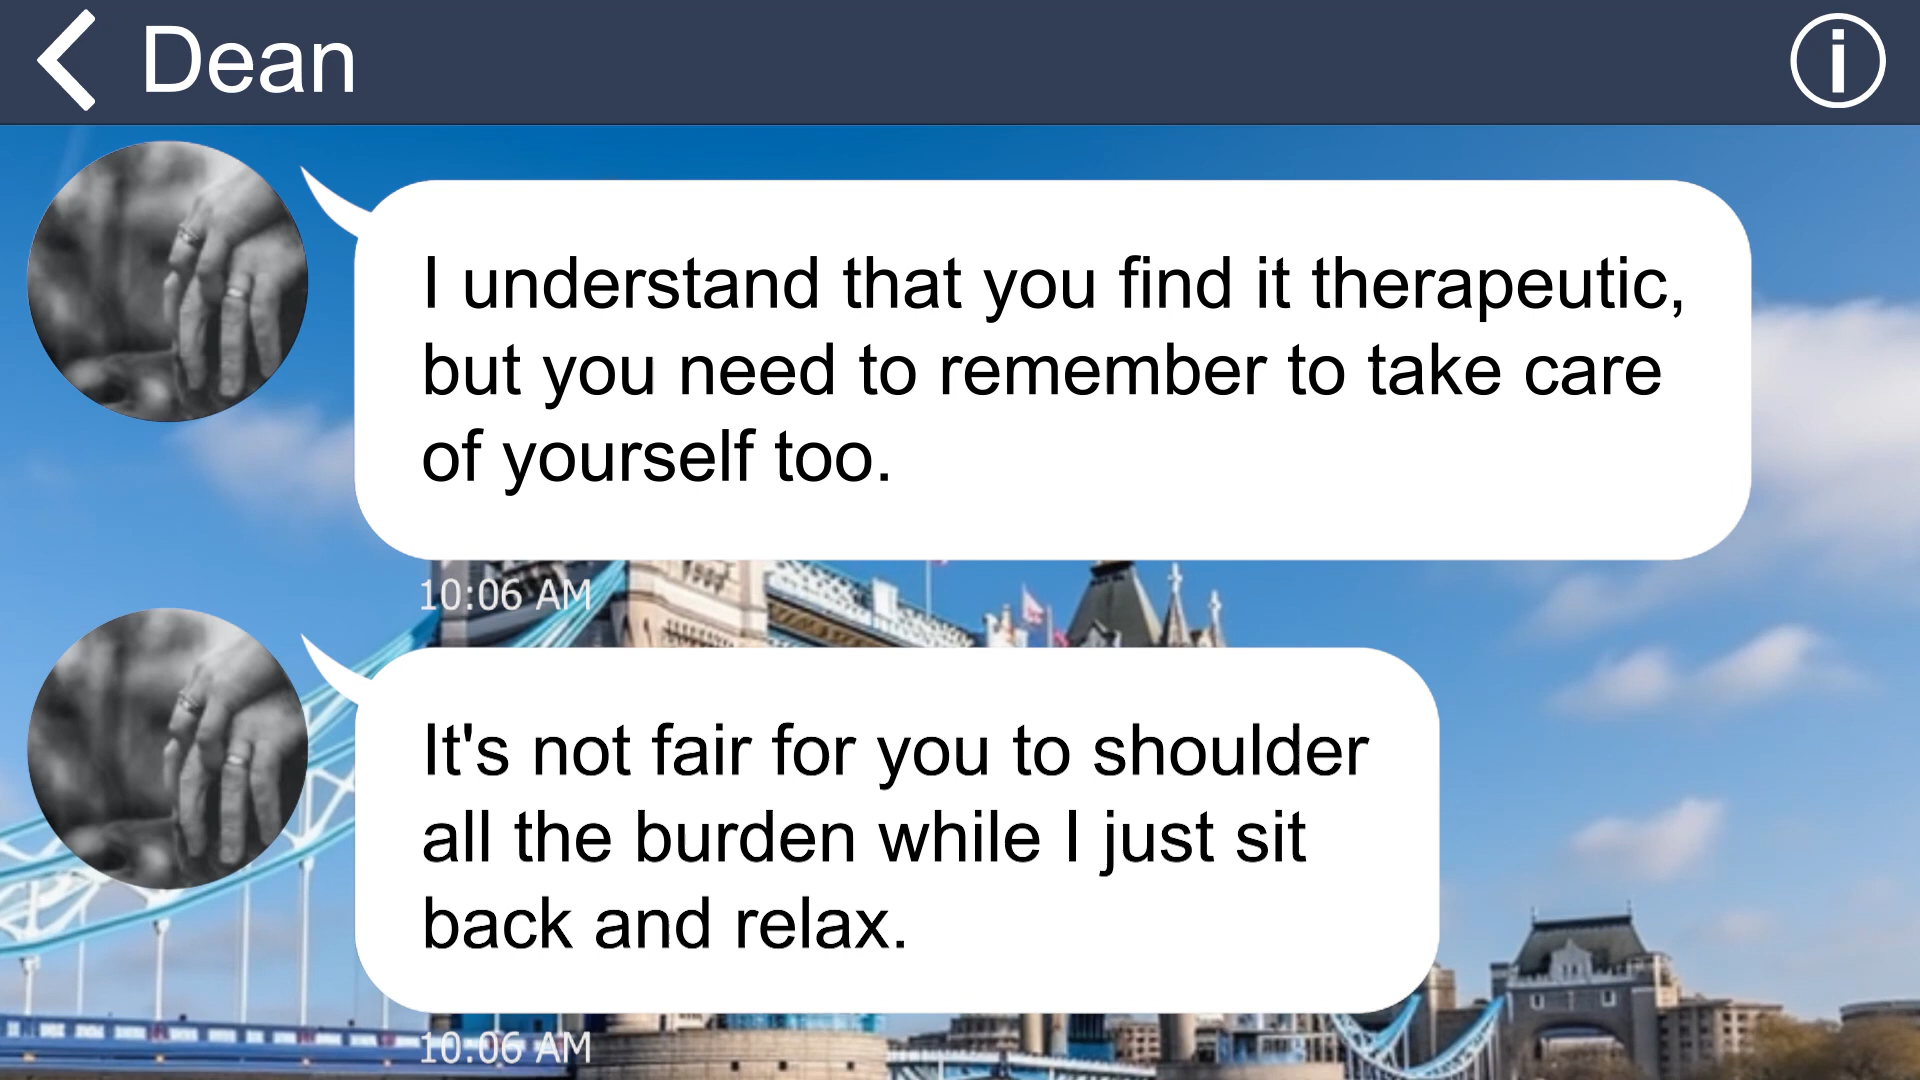 Dean
I understand that you find it therapeutic,
but you need to remember to take care
of yourself too.
10:06 AM
It's not fair for you to shoulder
all the burden while I just sit
back and relax.
10:06 AM